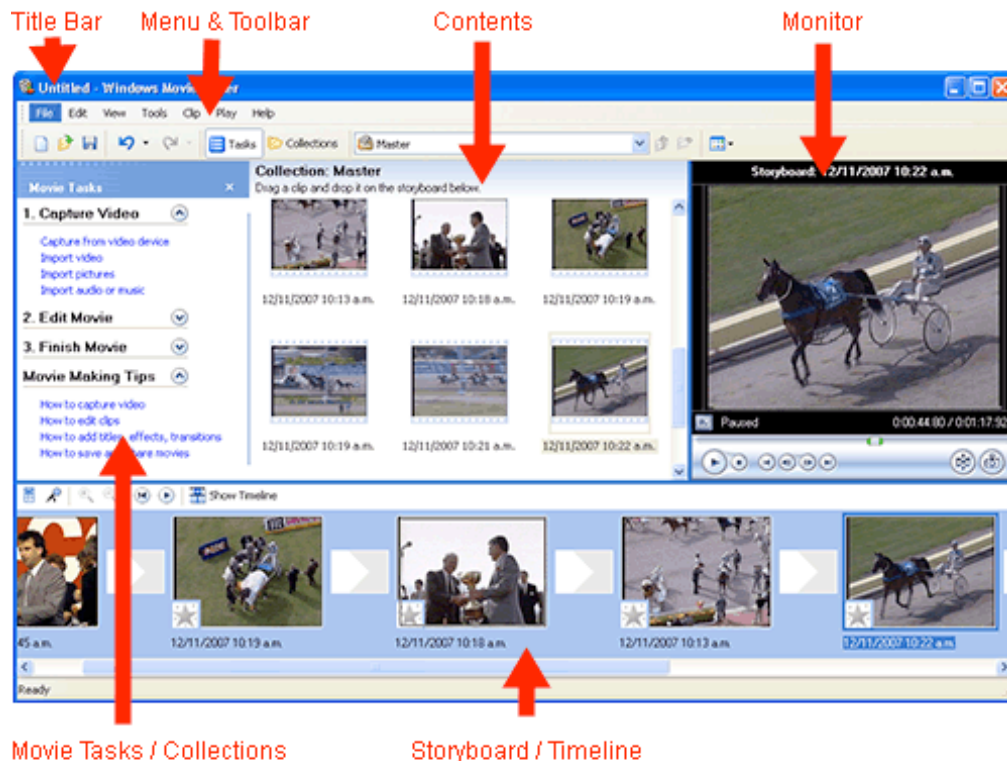 Title Bar Menu & Toolbar Contents Monitor
Untitled - Windows Movie
File Edit View Tools Clip Play Help
Tasks Collections Master
Movie Tasks
Collection: Master
Drag a clip and drop it on the storyboard below.
Storyboard: 12/11/2007 10:22 a.m.
1. Capture Video
Capture from video device
Import video
Import pictures
Import audio or music
2. Edit Movie
3. Finish Movie
Movie Making Tips
How to capture video
How to edit clips
How to add titles, effects, transitions
How to save and share movies
12/11/2007 10:13 a.m. 12/11/2007 10:18 a.m. 12/11/2007 10:19 a.m.
12/11/2007 10:19 a.m. 12/11/2007 10:21 a.m. 12/11/2007 10:22 a.m.
Paused 0:00:44.80 / 0:01:17.92
Show Timeline
45 a.m. 12/11/2007 10:19 a.m. 12/11/2007 10:18 a.m. 12/11/2007 10:13 a.m. 12/11/2007 10:22 a.m.
Ready
Movie Tasks / Collections Storyboard / Timeline